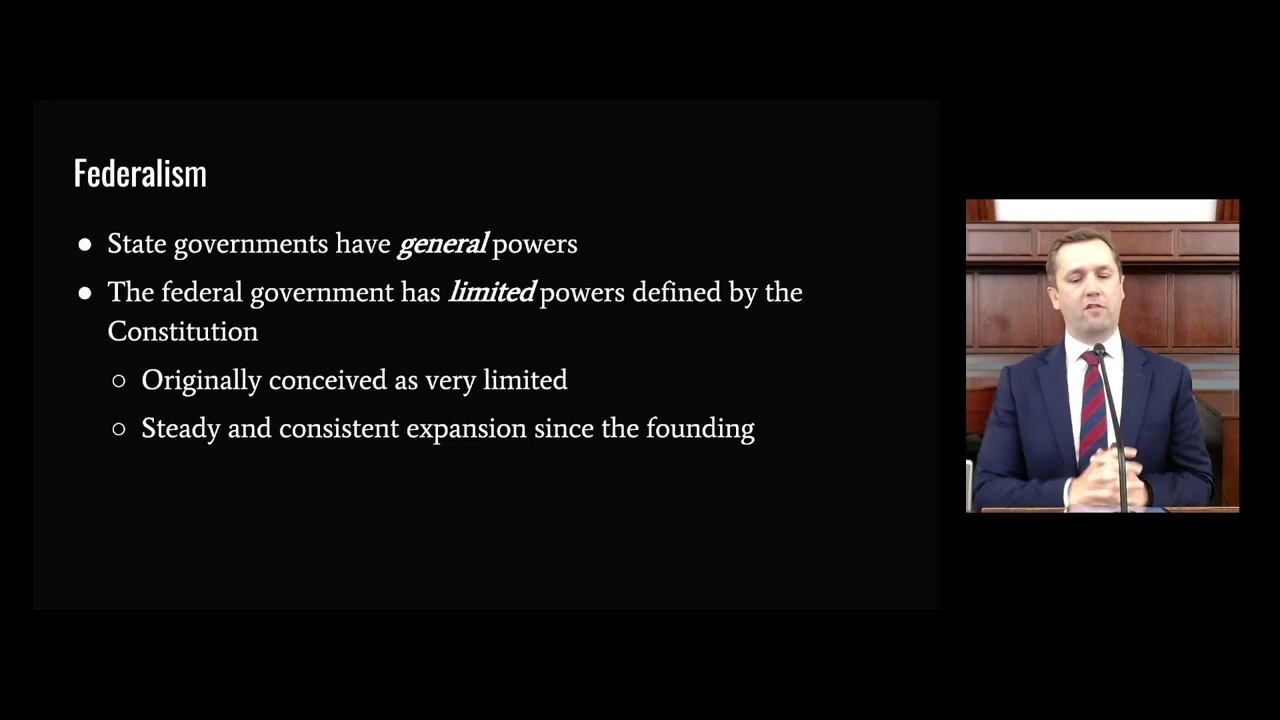 Federalism
● State governments have general powers
● The federal government has limited powers defined by the
Constitution
○ Originally conceived as very limited
○ Steady and consistent expansion since the founding